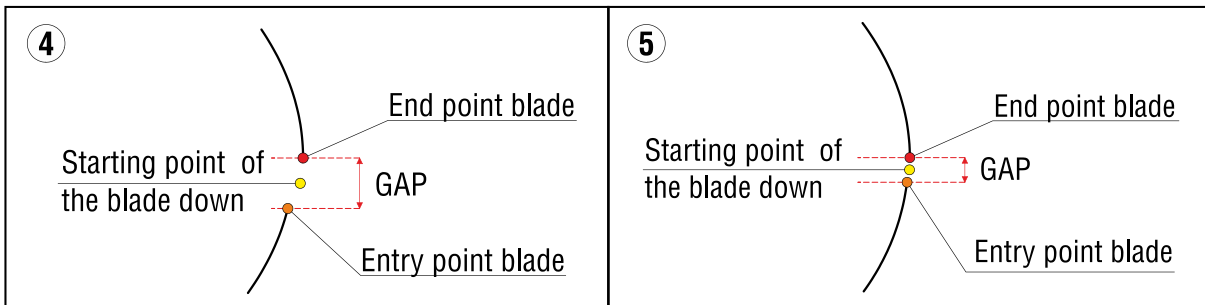 4
End point blade
Starting point of
the blade down
GAP
Entry point blade
5
End point blade
Starting point of
the blade down
GAP
Entry point blade